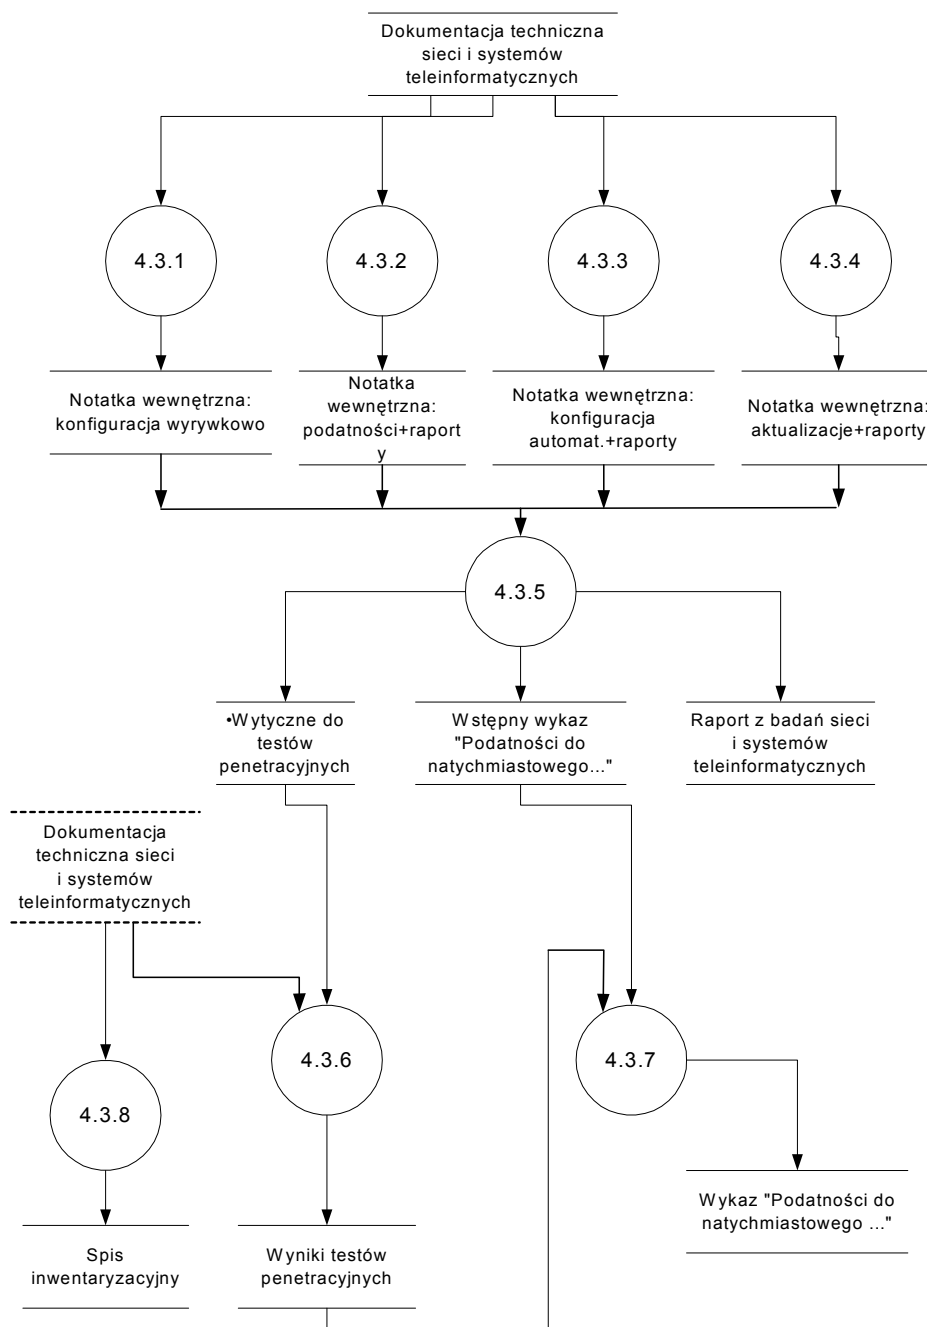 Dokumentacja techniczna
sieci i systemów
teleinformatycznych
4.3.1
4.3.2
4.3.3
4.3.4
Notatka wewnętrzna:
konfiguracja wyrywkowo
Notatka
wewnętrzna:
podatności+raport
y
Notatka wewnętrzna:
konfiguracja
automat.+raporty
Notatka wewnętrzna:
aktualizacje+raporty
4.3.5
•Wytyczne do
testów
penetracyjnych
Wstępny wykaz
"Podatności do
natychmiastowego..."
Raport z badań sieci
i systemów
teleinformatycznych
Dokumentacja
techniczna sieci
i systemów
teleinformatycznych
4.3.6
4.3.7
4.3.8
Wykaz "Podatności do
natychmiastowego ..."
Spis
inwentaryzacyjny
Wyniki testów
penetracyjnych